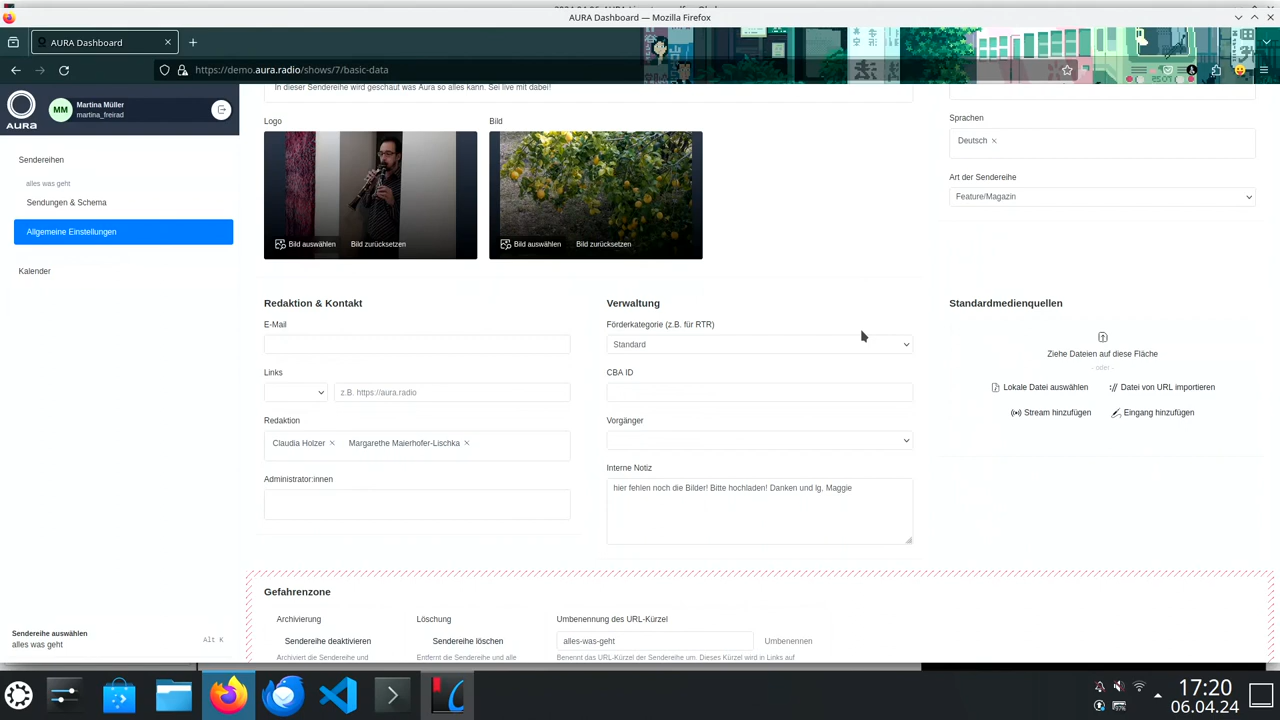 AURA Dashboard — Mozilla Firefox
AURA Dashboard
https://demo.aura.radio/shows/7/basic-data
AURA
MM
Martina Müller
martina_freirad
Sendereihen
alles was geht
Sendungen & Schema
Allgemeine Einstellungen
Kalender
Sendereihe auswählen
alles was geht
Alt K
In dieser Sendereihe wird geschaut was Aura so alles kann. Sei live mit dabei!
Logo
Bild
Bild auswählen
Bild zurücksetzen
Bild auswählen
Bild zurücksetzen
Sprachen
Deutsch ×
Art der Sendereihe
Feature/Magazin
Redaktion & Kontakt
E-Mail
Links
z.B. https://aura.radio
Redaktion
Claudia Holzer × Margarethe Maierhofer-Lischka ×
Administrator:innen
Verwaltung
Förderkategorie (z.B. für RTR)
Standard
CBA ID
Vorgänger
Interne Notiz
hier fehlen noch die Bilder! Bitte hochladen! Danken und lg, Maggie
Standardmedienquellen
Ziehe Dateien auf diese Fläche
- oder -
Lokale Datei auswählen
Datei von URL importieren
Stream hinzufügen
Eingang hinzufügen
Gefahrenzone
Archivierung
Sendereihe deaktivieren
Archiviert die Sendereihe und
Löschung
Sendereihe löschen
Entfernt die Sendereihe und alle
Umbenennung des URL-Kürzel
alles-was-geht
Umbenennen
Benennt das URL-Kürzel der Sendereihe um. Dieses Kürzel wird in Links auf
97%
17:20
06.04.24